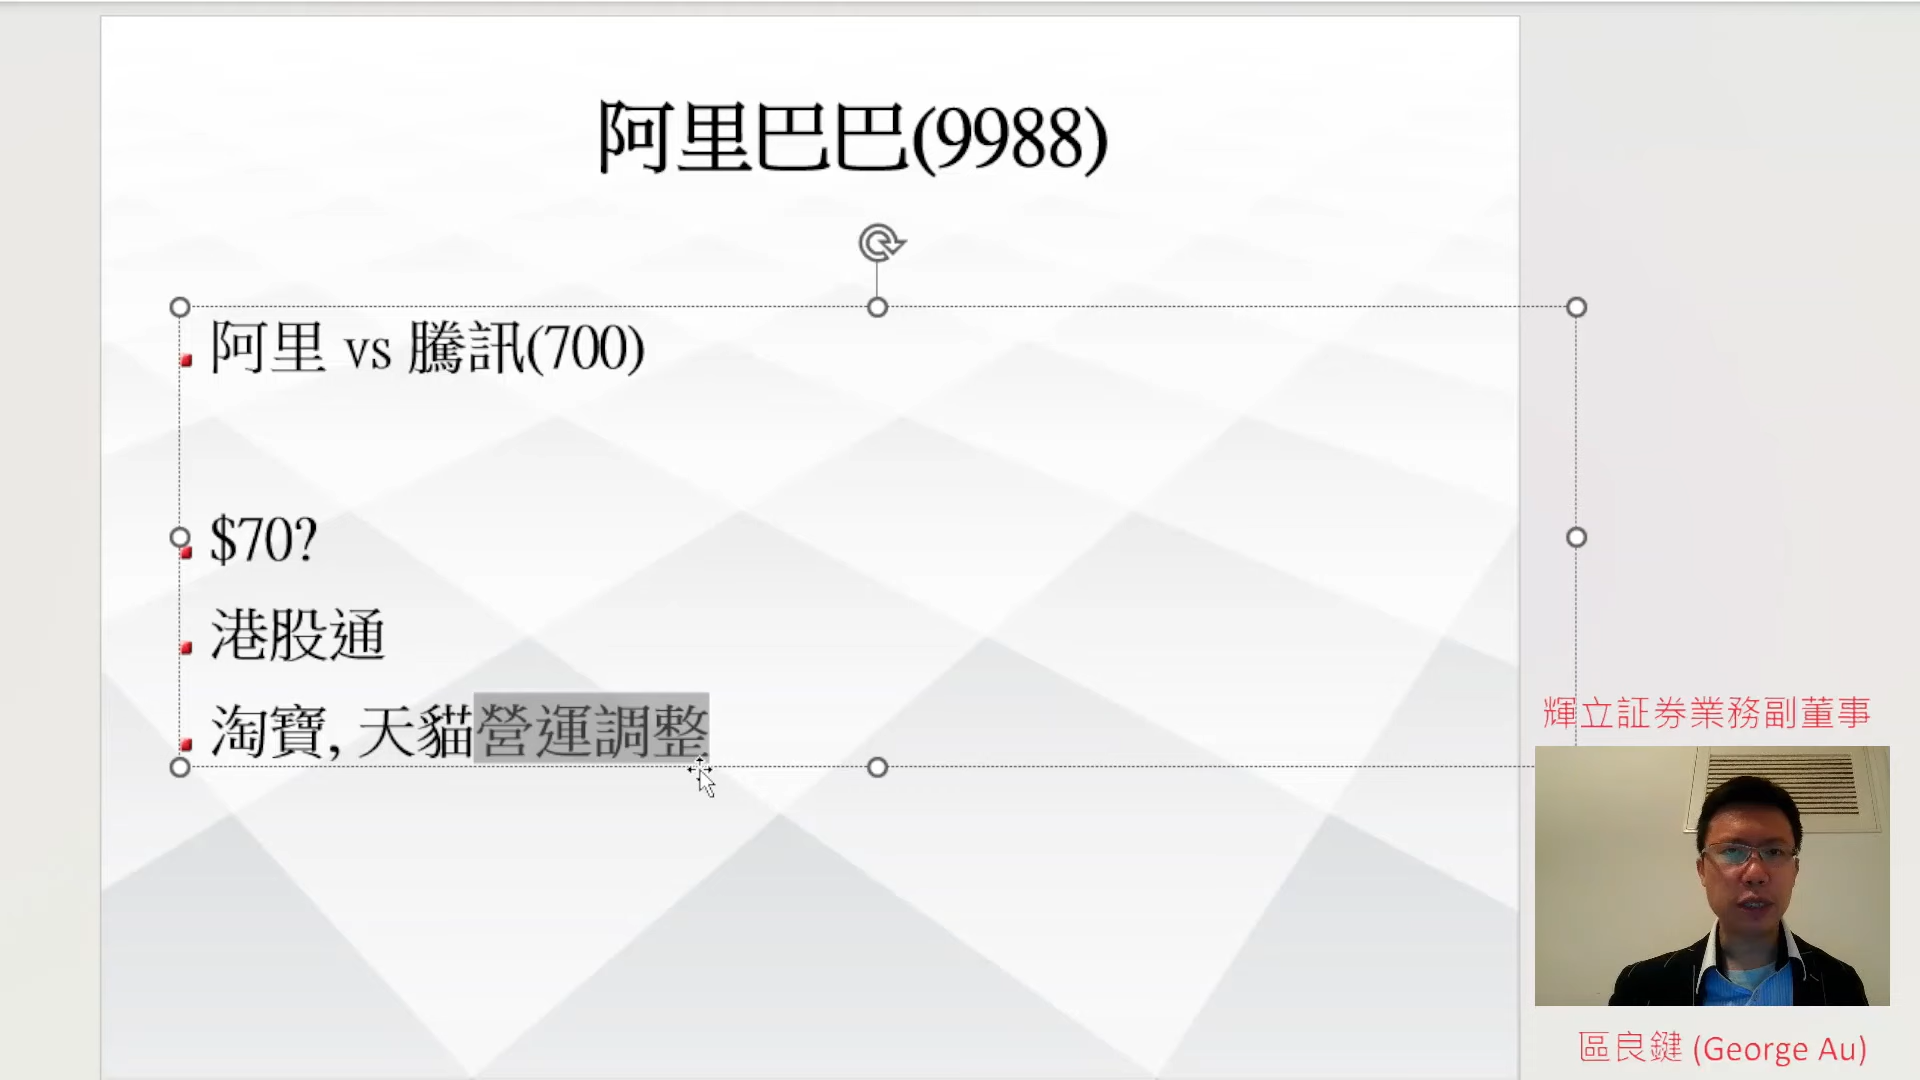 阿里巴巴(9988)
阿里 vs 騰訊(700)
$70?
港股通
淘寶, 天貓營運調整
輝立証券業務副董事
區良鍵 (George Au)